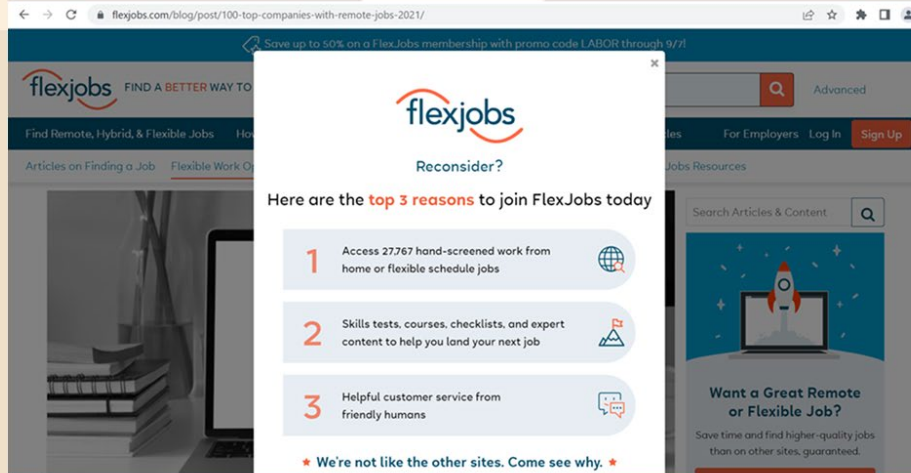 flexjobs.com/blog/post/100-top-companies-with-remote-jobs-2021/
Save up to 50% on a FlexJobs membership with promo code LABOR through 9/7!
flexjobs FIND A BETTER WAY TO
Advanced
Find Remote, Hybrid, & Flexible Jobs
For Employers Log In Sign Up
Articles on Finding a Job Flexible Work
Jobs Resources
Search Articles & Content
flexjobs
Reconsider?
Here are the top 3 reasons to join FlexJobs today
1
Access 27,767 hand-screened work from
home or flexible schedule jobs
2
Skills tests, courses, checklists, and expert
content to help you land your next job
3
Helpful customer service from
friendly humans
We're not like the other sites. Come see why.
Want a Great Remote
or Flexible Job?
Save time and find higher-quality jobs
than on other sites, guaranteed.